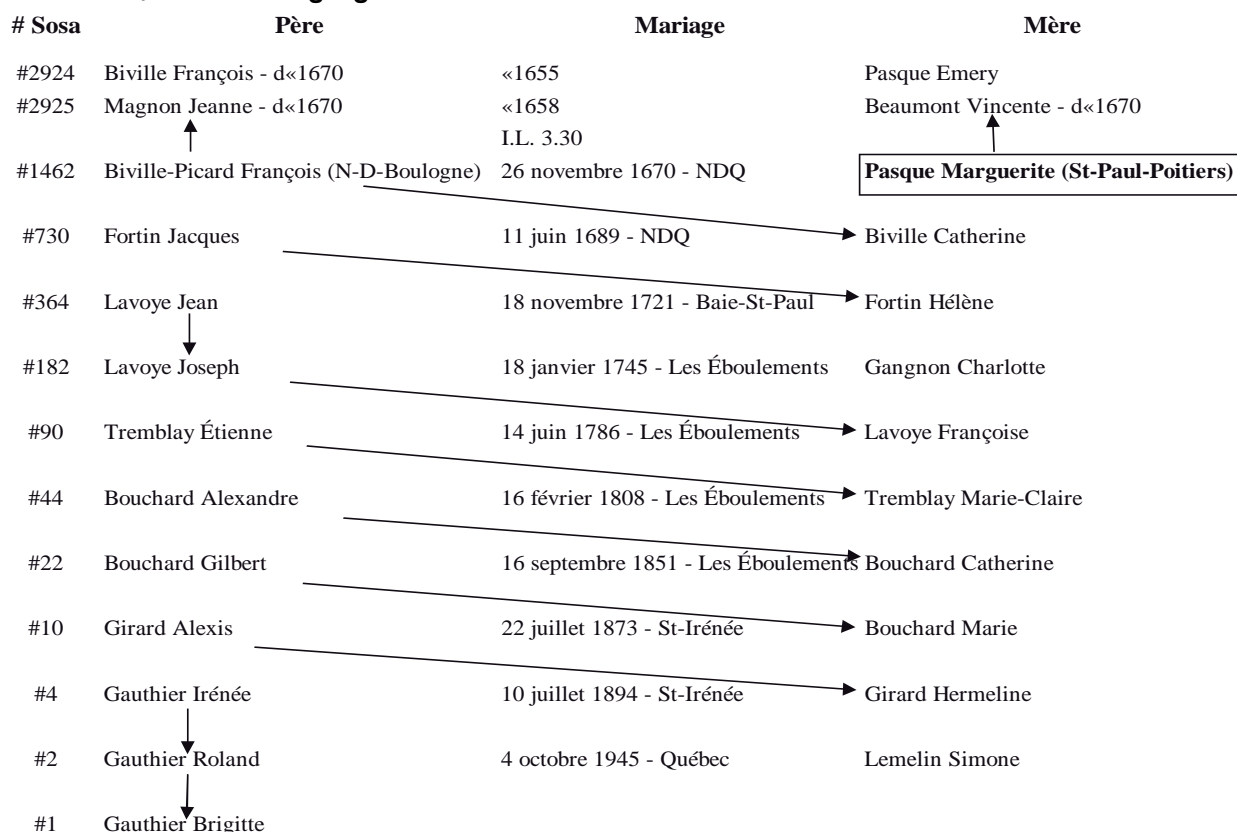 # Sosa Père Mariage Mère
#2924 Biville François - d«1670 «1655 Pasque Emery
#2925 Magnon Jeanne - d«1670 «1658 Beaumont Vincente - d«1670
I.L. 3.30
#1462 Biville-Picard François (N-D-Boulogne) 26 novembre 1670 - NDQ Pasque Marguerite (St-Paul-Poitiers)
#730 Fortin Jacques 11 juin 1689 - NDQ Biville Catherine
#364 Lavoye Jean 18 novembre 1721 - Baie-St-Paul Fortin Hélène
#182 Lavoye Joseph 18 janvier 1745 - Les Éboulements Gangnon Charlotte
#90 Tremblay Étienne 14 juin 1786 - Les Éboulements Lavoye Françoise
#44 Bouchard Alexandre 16 février 1808 - Les Éboulements Tremblay Marie-Claire
#22 Bouchard Gilbert 16 septembre 1851 - Les Éboulements Bouchard Catherine
#10 Girard Alexis 22 juillet 1873 - St-Irénée Bouchard Marie
#4 Gauthier Irénée 10 juillet 1894 - St-Irénée Girard Hermeline
#2 Gauthier Roland 4 octobre 1945 - Québec Lemelin Simone
#1 Gauthier Brigitte